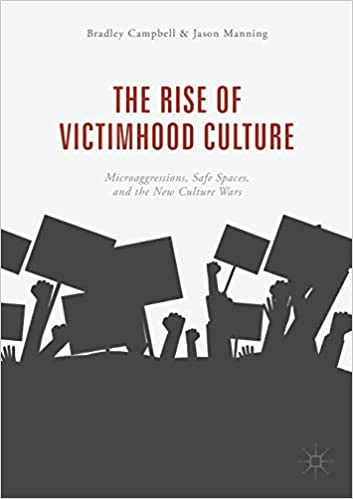 Bradley Campbell & Jason Manning
THE RISE OF
VICTIMHOOD CULTURE
Microaggressions, Safe Spaces,
and the New Culture Wars